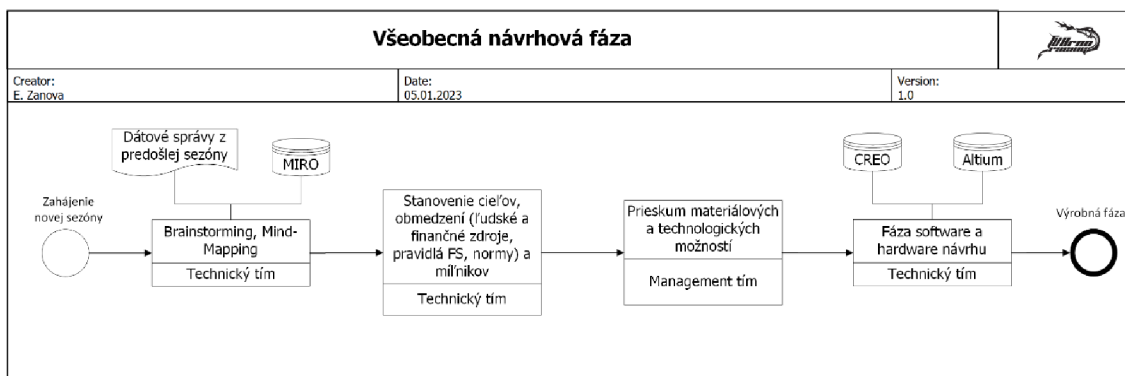 Všeobecná návrhová fáza
Creator:
E. Zanova
Date:
05.01.2023
Version:
1.0
Zahájenie
novej sezóny
Dátové správy z
predošlej sezóny
MIRO
Brainstorming, Mind-
Mapping
Technický tím
Stanovenie cieľov,
obmedzení (ľudské a
finančné zdroje,
pravidlá FS, normy) a
míľnikov
Technický tím
Prieskum materiálových
a technologických
možností
Management tím
CREO
Altium
Fáza software a
hardware návrhu
Technický tím
Výrobná fáza